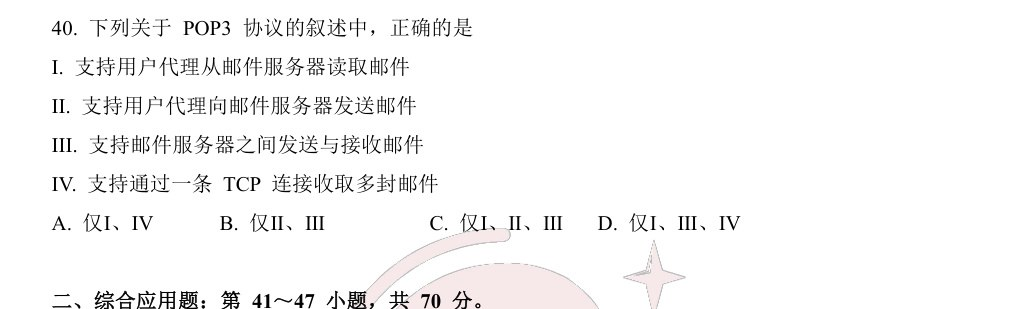 40. 下列关于 POP3 协议的叙述中，正确的是
I. 支持用户代理从邮件服务器读取邮件
II. 支持用户代理向邮件服务器发送邮件
III. 支持邮件服务器之间发送与接收邮件
IV. 支持通过一条 TCP 连接收取多封邮件
A. 仅I、IV B. 仅II、III C. 仅I、II、III D. 仅I、III、IV
二、综合应用题：第 41～47 小题，共 70 分。